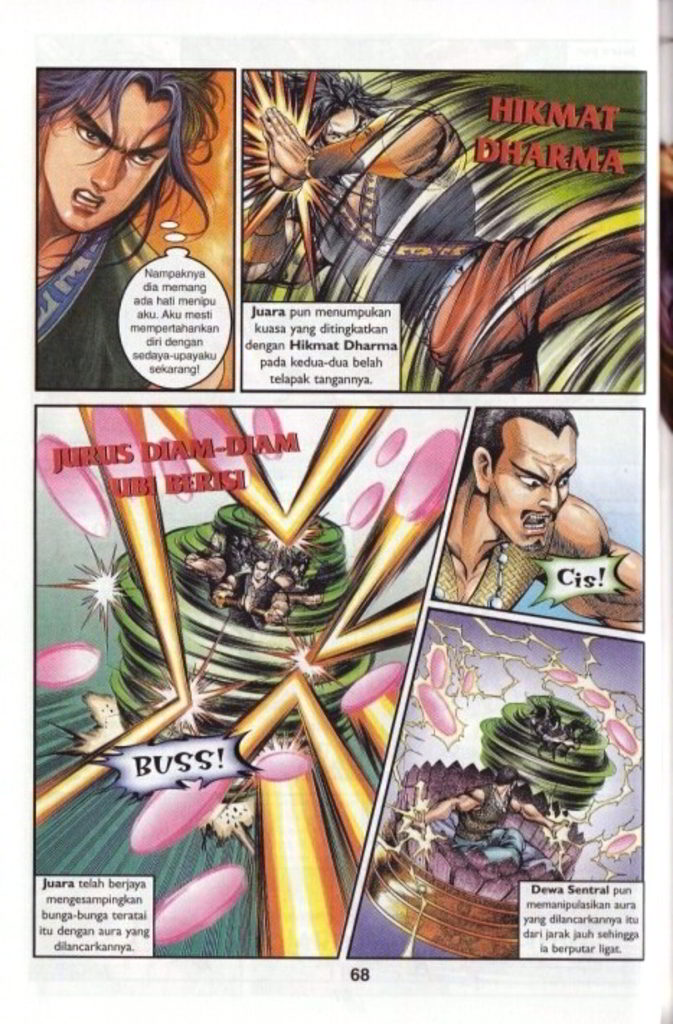 Nampaknya
dia memang
ada hati menipu
aku. Aku mesti
mempertahankan
diri dengan
sedaya-upayaku
sekarang!
HIKMAT
DHARMA
Juara pun menumpukan
kuasa yang ditingkatkan
dengan Hikmat Dharma
pada kedua-dua belah
telapak tangannya.
JURUS DIAM-DIAM
UBI BERISI
BUSS!
Juara telah berjaya
mengesampingkan
bunga-bunga teratai
itu dengan aura yang
dilancarkannya.
Cis!
Dewa Sentral pun
memanipulasikan aura
yang dilancarkannya itu
dari jarak jauh sehingga
ia berputar ligat.
68